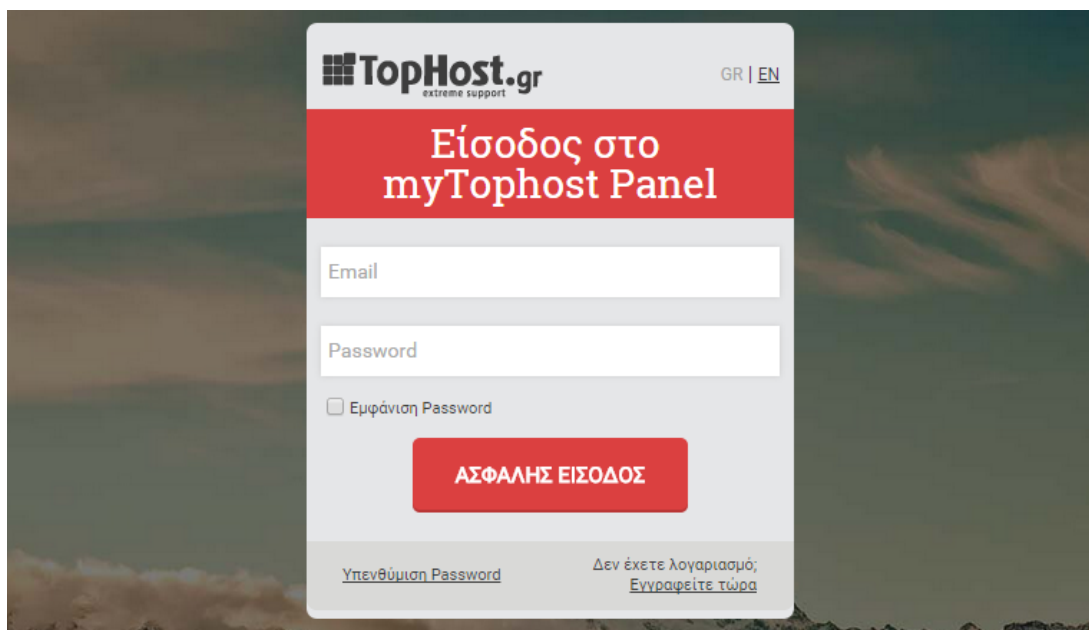 TopHost.gr
extreme support
GR | EN
Είσοδος στο
myTophost Panel
Email
Password
Εμφάνιση Password
ΑΣΦΑΛΗΣ ΕΙΣΟΔΟΣ
Υπενθύμιση Password
Δεν έχετε λογαριασμό;
Εγγραφείτε τώρα